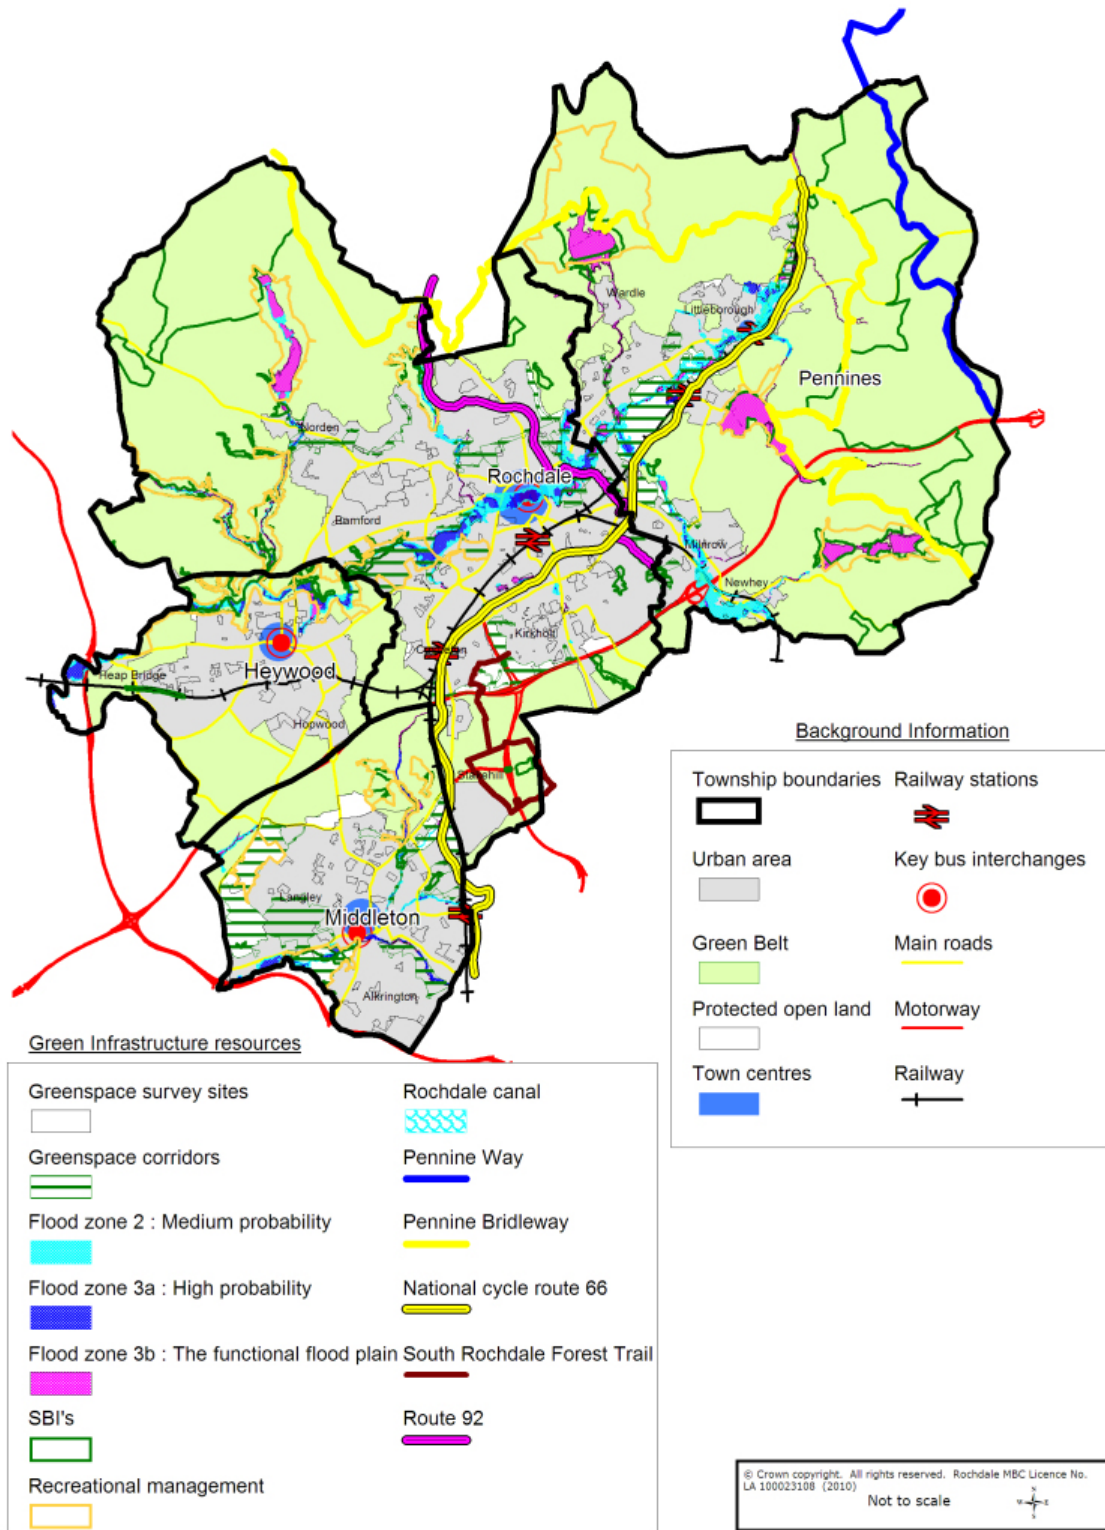 Wardle
Littleborough
Pennines
Norden
Rochdale
Bamford
Milnrow
Newhey
Kirkholt
Castleton
Heap Bridge
Heywood
Hopwood
Stakehill
Langley
Middleton
Alkrington
Background Information
Township boundaries Railway stations
Urban area Key bus interchanges
Green Belt Main roads
Protected open land Motorway
Town centres Railway
Green Infrastructure resources
Greenspace survey sites Rochdale canal
Greenspace corridors Pennine Way
Flood zone 2 : Medium probability Pennine Bridleway
Flood zone 3a : High probability National cycle route 66
Flood zone 3b : The functional flood plain South Rochdale Forest Trail
SBI's Route 92
Recreational management
© Crown copyright. All rights reserved. Rochdale MBC Licence No.
LA 100023108 (2010)
Not to scale
N
W E
S